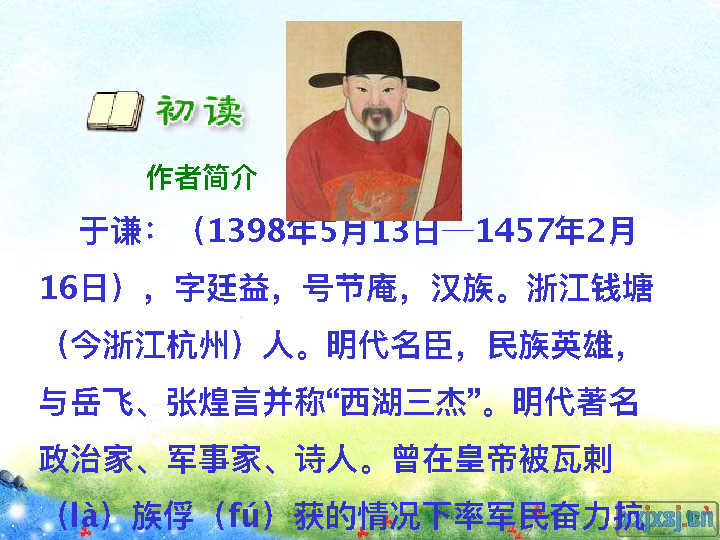 初读
作者简介
于谦：（1398年5月13日—1457年2月
16日），字廷益，号节庵，汉族。浙江钱塘
（今浙江杭州）人。明代名臣，民族英雄，
与岳飞、张煌言并称“西湖三杰”。明代著名
政治家、军事家、诗人。曾在皇帝被瓦剌
（là）族俘（fú）获的情况下率军民奋力抗
jxsj.cn